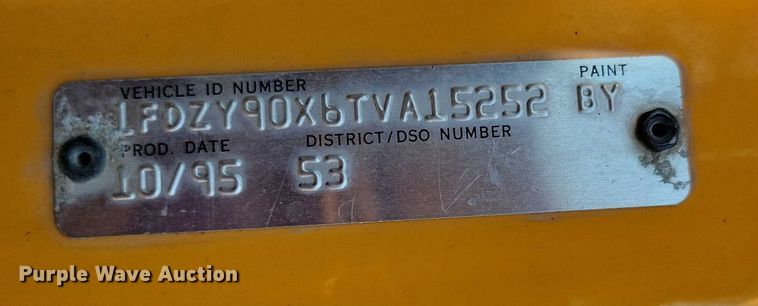 VEHICLE ID NUMBER PAINT
1FDZY90X6TVA15252 BY
PROD. DATE DISTRICT/DSO NUMBER
10/95 53
Purple Wave Auction